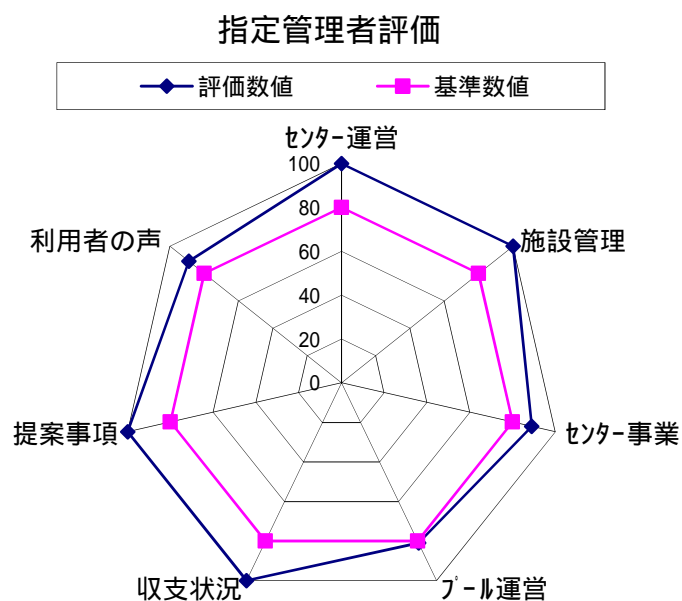 指定管理者評価
評価数値 基準数値
ｾﾝﾀｰ運営
100
80
60
40
20
0
利用者の声
施設管理
提案事項
ｾﾝﾀｰ事業
収支状況
ﾌﾟｰﾙ運営